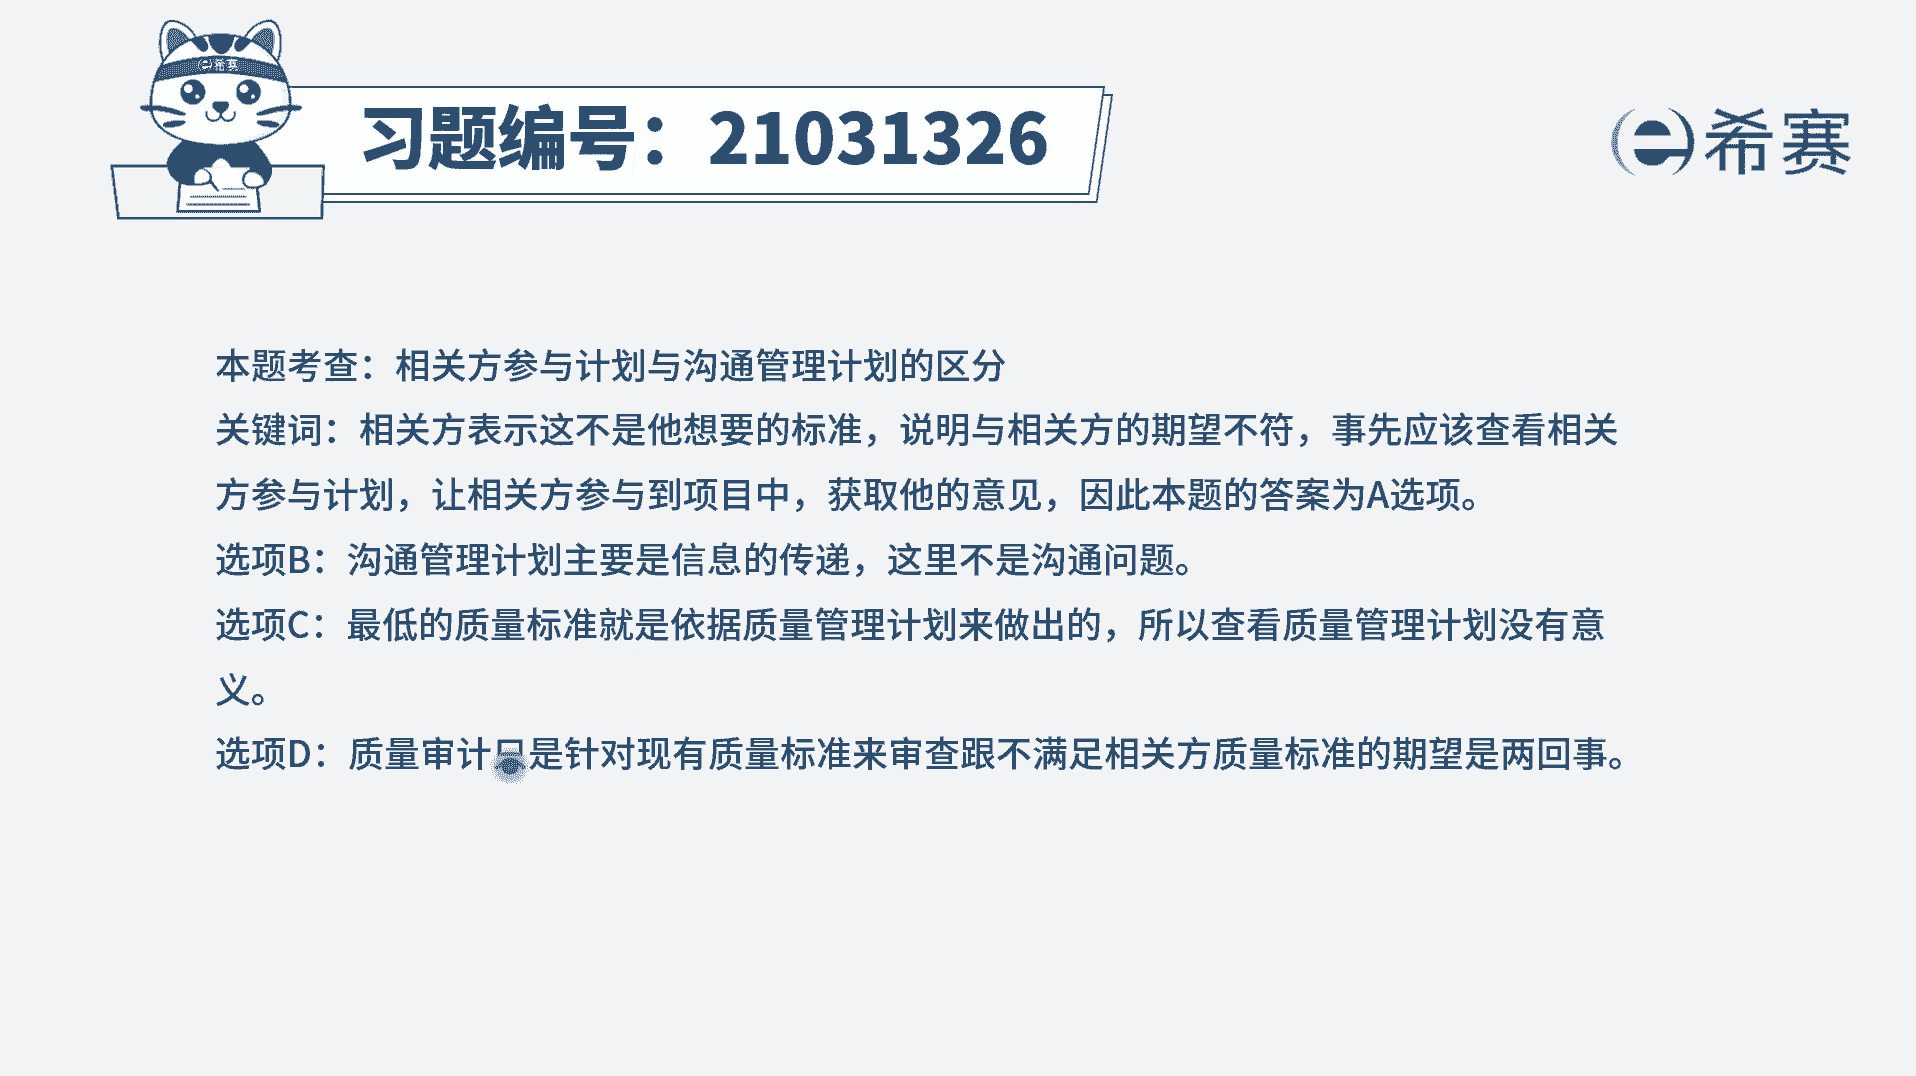 e希赛
习题编号：21031326
e希赛
本题考查：相关方参与计划与沟通管理计划的区分
关键词：相关方表示这不是他想要的标准，说明与相关方的期望不符，事先应该查看相关
方参与计划，让相关方参与到项目中，获取他的意见，因此本题的答案为A选项。
选项B：沟通管理计划主要是信息的传递，这里不是沟通问题。
选项C：最低的质量标准就是依据质量管理计划来做出的，所以查看质量管理计划没有意
义。
选项D：质量审计只是针对现有质量标准来审查跟不满足相关方质量标准的期望是两回事。